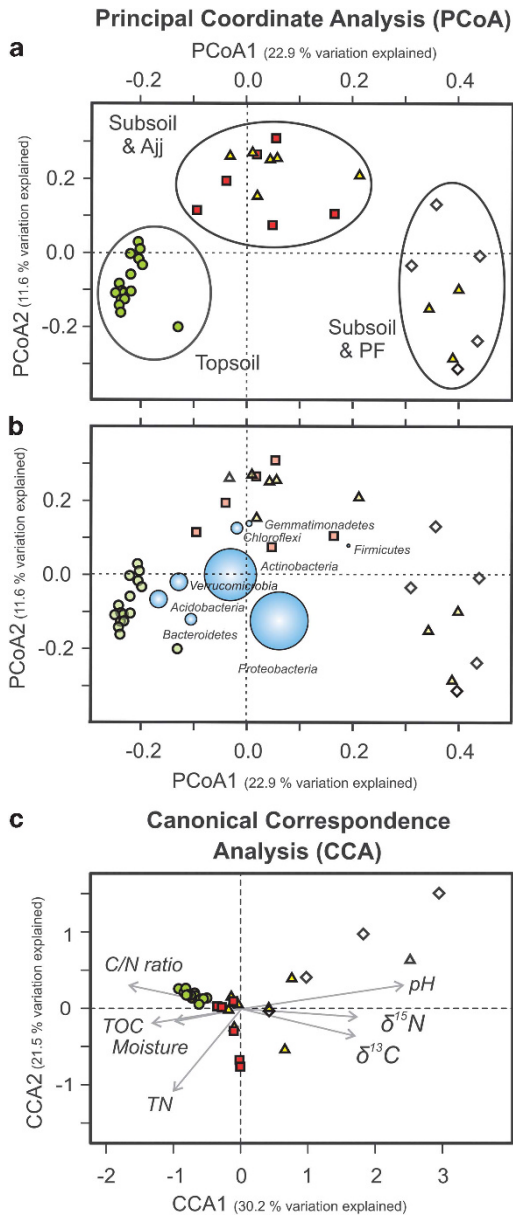 Principal Coordinate Analysis (PCoA)
a
PCoA1 (22.9 % variation explained)
-0.2 0.0 0.2 0.4
Subsoil
& Ajj
0.2
0.0
-0.2
PCoA2 (11.6 % variation explained)
Topsoil
Subsoil
& PF
b
0.2
0.0
-0.2
PCoA2 (11.6 % variation explained)
Gemmatimonadetes
Chloroflexi
Firmicutes
Actinobacteria
Verrucomicrobia
Acidobacteria
Bacteroidetes
Proteobacteria
-0.2 0.0 0.2 0.4
PCoA1 (22.9 % variation explained)
c
Canonical Correspondence
Analysis (CCA)
1
0
-1
CCA2 (21.5 % variation explained)
C/N ratio
pH
TOC
δ15N
Moisture
δ13C
TN
-2 -1 0 1 2 3
CCA1 (30.2 % variation explained)